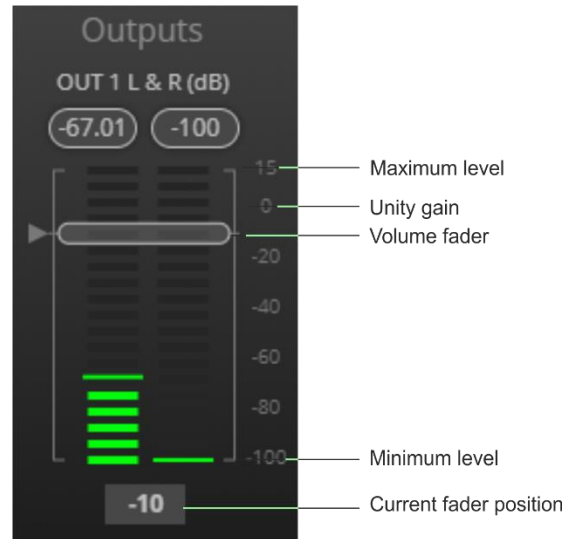 Outputs
OUT 1 L & R (dB)
-67.01 -100
15 Maximum level
0 Unity gain
Volume fader
-20
-40
-60
-80
-100 Minimum level
-10 Current fader position